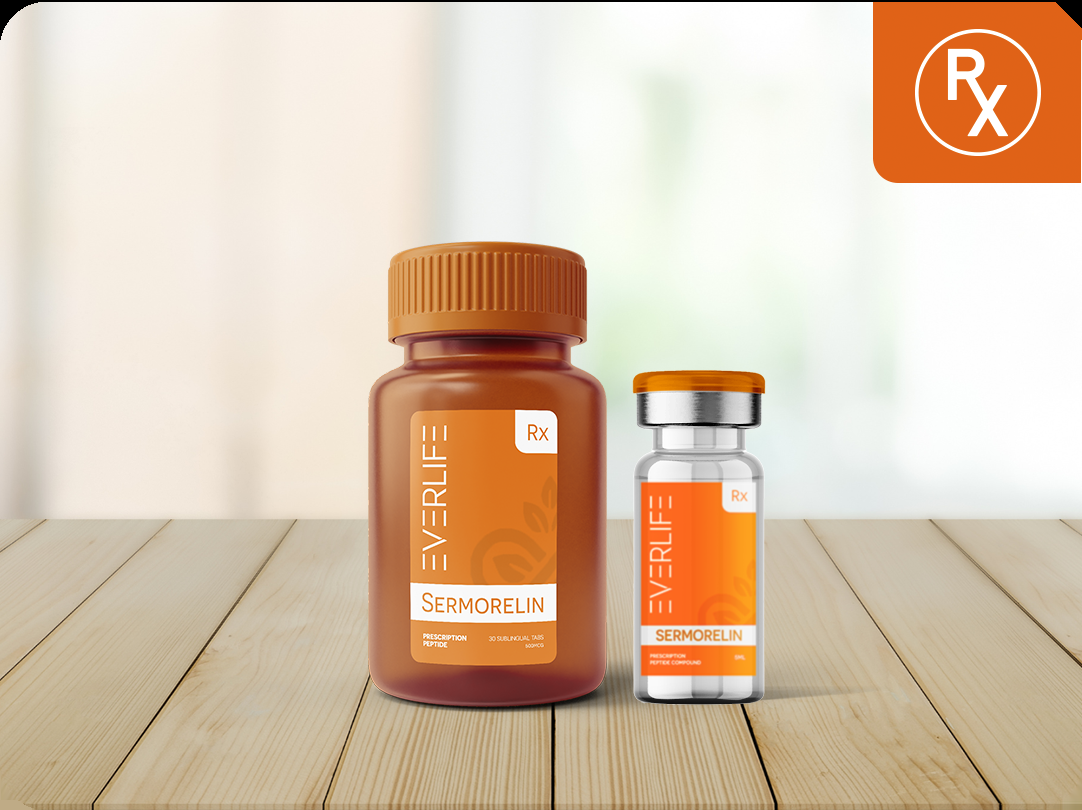 Rx
Rx
EVERLIFE
SERMORELIN
PRESCRIPTION
PEPTIDE
30 SUBLINGUAL TABS
500MCG
Rx
EVERLIFE
SERMORELIN
PRESCRIPTION
PEPTIDE COMPOUND
5ML